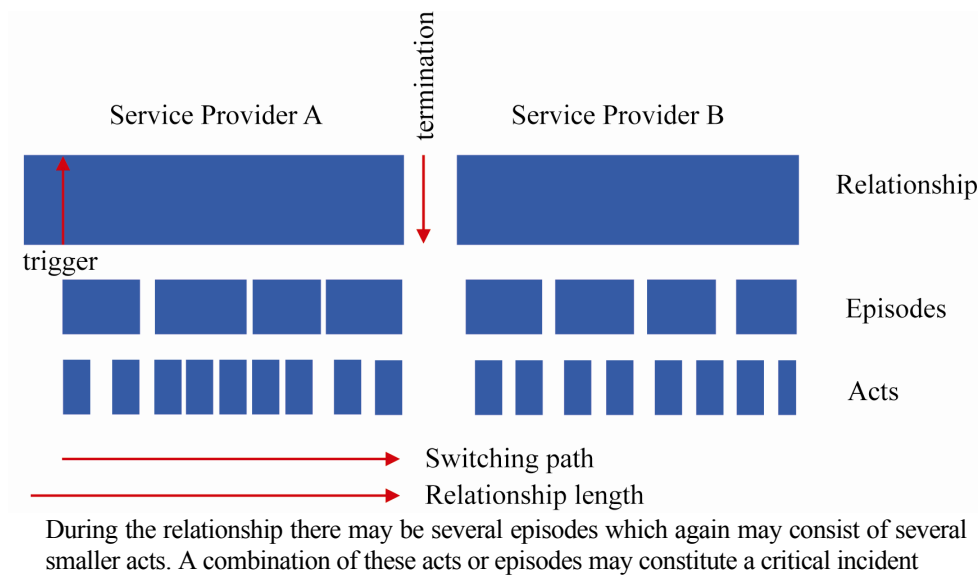 Service Provider A
termination
Service Provider B
Relationship
trigger
Episodes
Acts
Switching path
Relationship length
During the relationship there may be several episodes which again may consist of several
smaller acts. A combination of these acts or episodes may constitute a critical incident